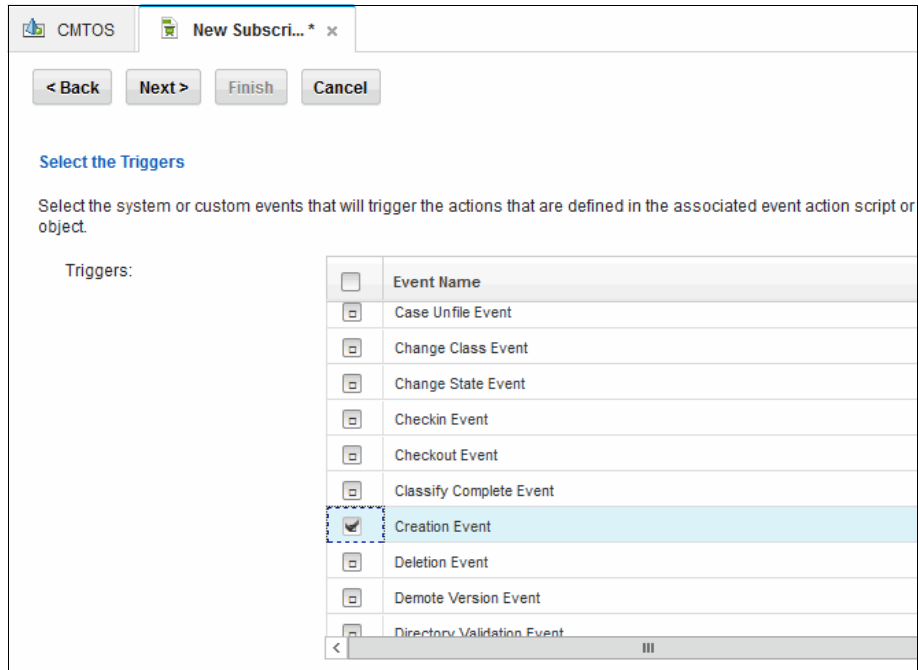 CMTOS
New Subscri... *
< Back
Next >
Finish
Cancel
Select the Triggers
Select the system or custom events that will trigger the actions that are defined in the associated event action script or
object.
Triggers:
Event Name
Case Unfile Event
Change Class Event
Change State Event
Checkin Event
Checkout Event
Classify Complete Event
Creation Event
Deletion Event
Demote Version Event
Directory Validation Event